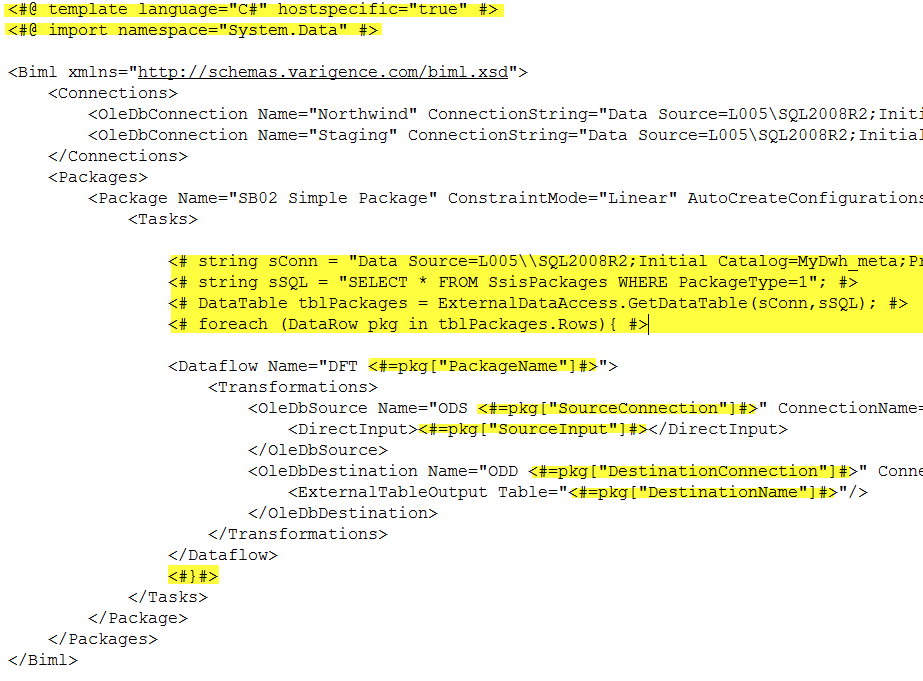 <#@ template language="C#" hostspecific="true" #>
<#@ import namespace="System.Data" #>
<Biml xmlns="http://schemas.varigence.com/biml.xsd">
<Connections>
<OleDbConnection Name="Northwind" ConnectionString="Data Source=L005\SQL2008R2;Initi
<OleDbConnection Name="Staging" ConnectionString="Data Source=L005\SQL2008R2;Initial
</Connections>
<Packages>
<Package Name="SB02 Simple Package" ConstraintMode="Linear" AutoCreateConfigurations
<Tasks>
<# string sConn = "Data Source=L005\\SQL2008R2;Initial Catalog=MyDwh_meta;Pr
<# string sSQL = "SELECT * FROM SsisPackages WHERE PackageType=1"; #>
<# DataTable tblPackages = ExternalDataAccess.GetDataTable(sConn,sSQL); #>
<# foreach (DataRow pkg in tblPackages.Rows){ #>
<Dataflow Name="DFT <#=pkg["PackageName"]#>">
<Transformations>
<OleDbSource Name="ODS <#=pkg["SourceConnection"]#>" ConnectionName=
<DirectInput><#=pkg["SourceInput"]#></DirectInput>
</OleDbSource>
<OleDbDestination Name="ODD <#=pkg["DestinationConnection"]#>" Conne
<ExternalTableOutput Table="<#=pkg["DestinationName"]#>"/>
</OleDbDestination>
</Transformations>
</Dataflow>
<#}#>
</Tasks>
</Package>
</Packages>
</Biml>